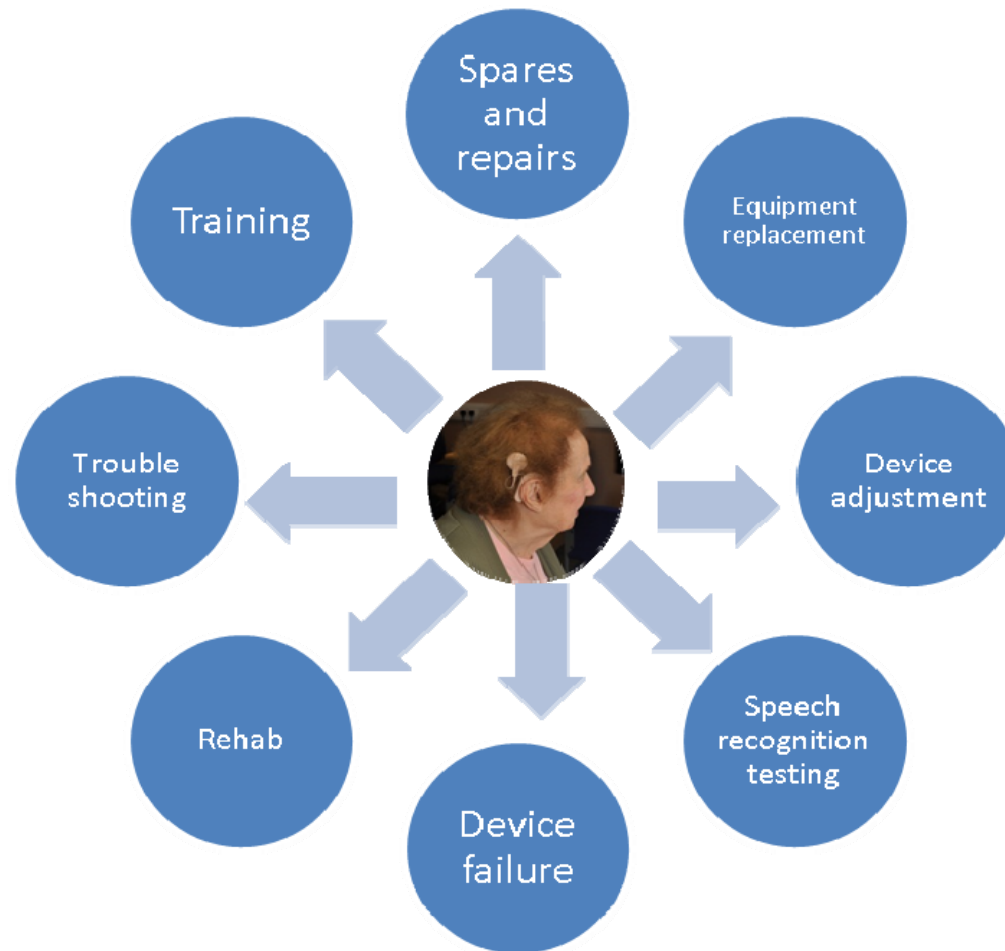 Spares
and
repairs
Training
Equipment
replacement
Trouble
shooting
Device
adjustment
Rehab
Speech
recognition
testing
Device
failure